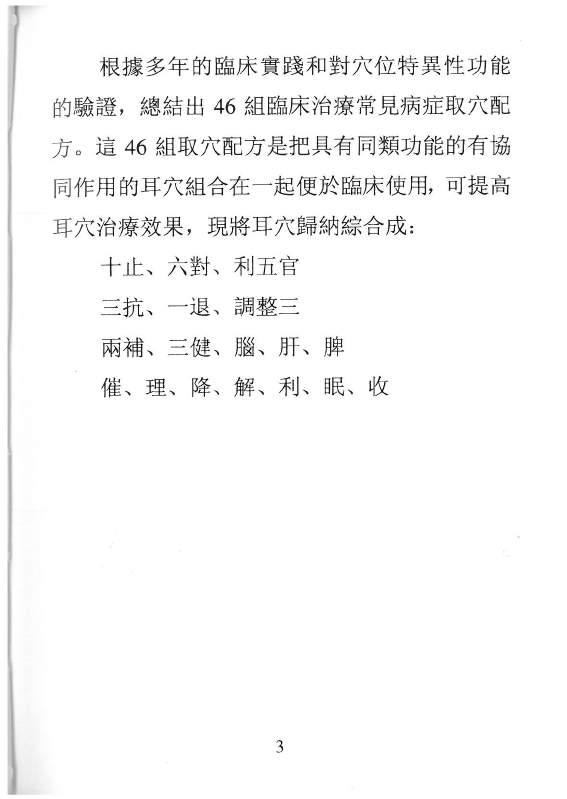 根據多年的臨床實踐和對穴位特異性功能
的驗證，總結出 46 組臨床治療常見病症取穴配
方。這 46 組取穴配方是把具有同類功能的有協
同作用的耳穴組合在一起便於臨床使用，可提高
耳穴治療效果，現將耳穴歸納綜合成：
十止、六對、利五官
三抗、一退、調整三
兩補、三健、腦、肝、脾
催、理、降、解、利、眠、收
3